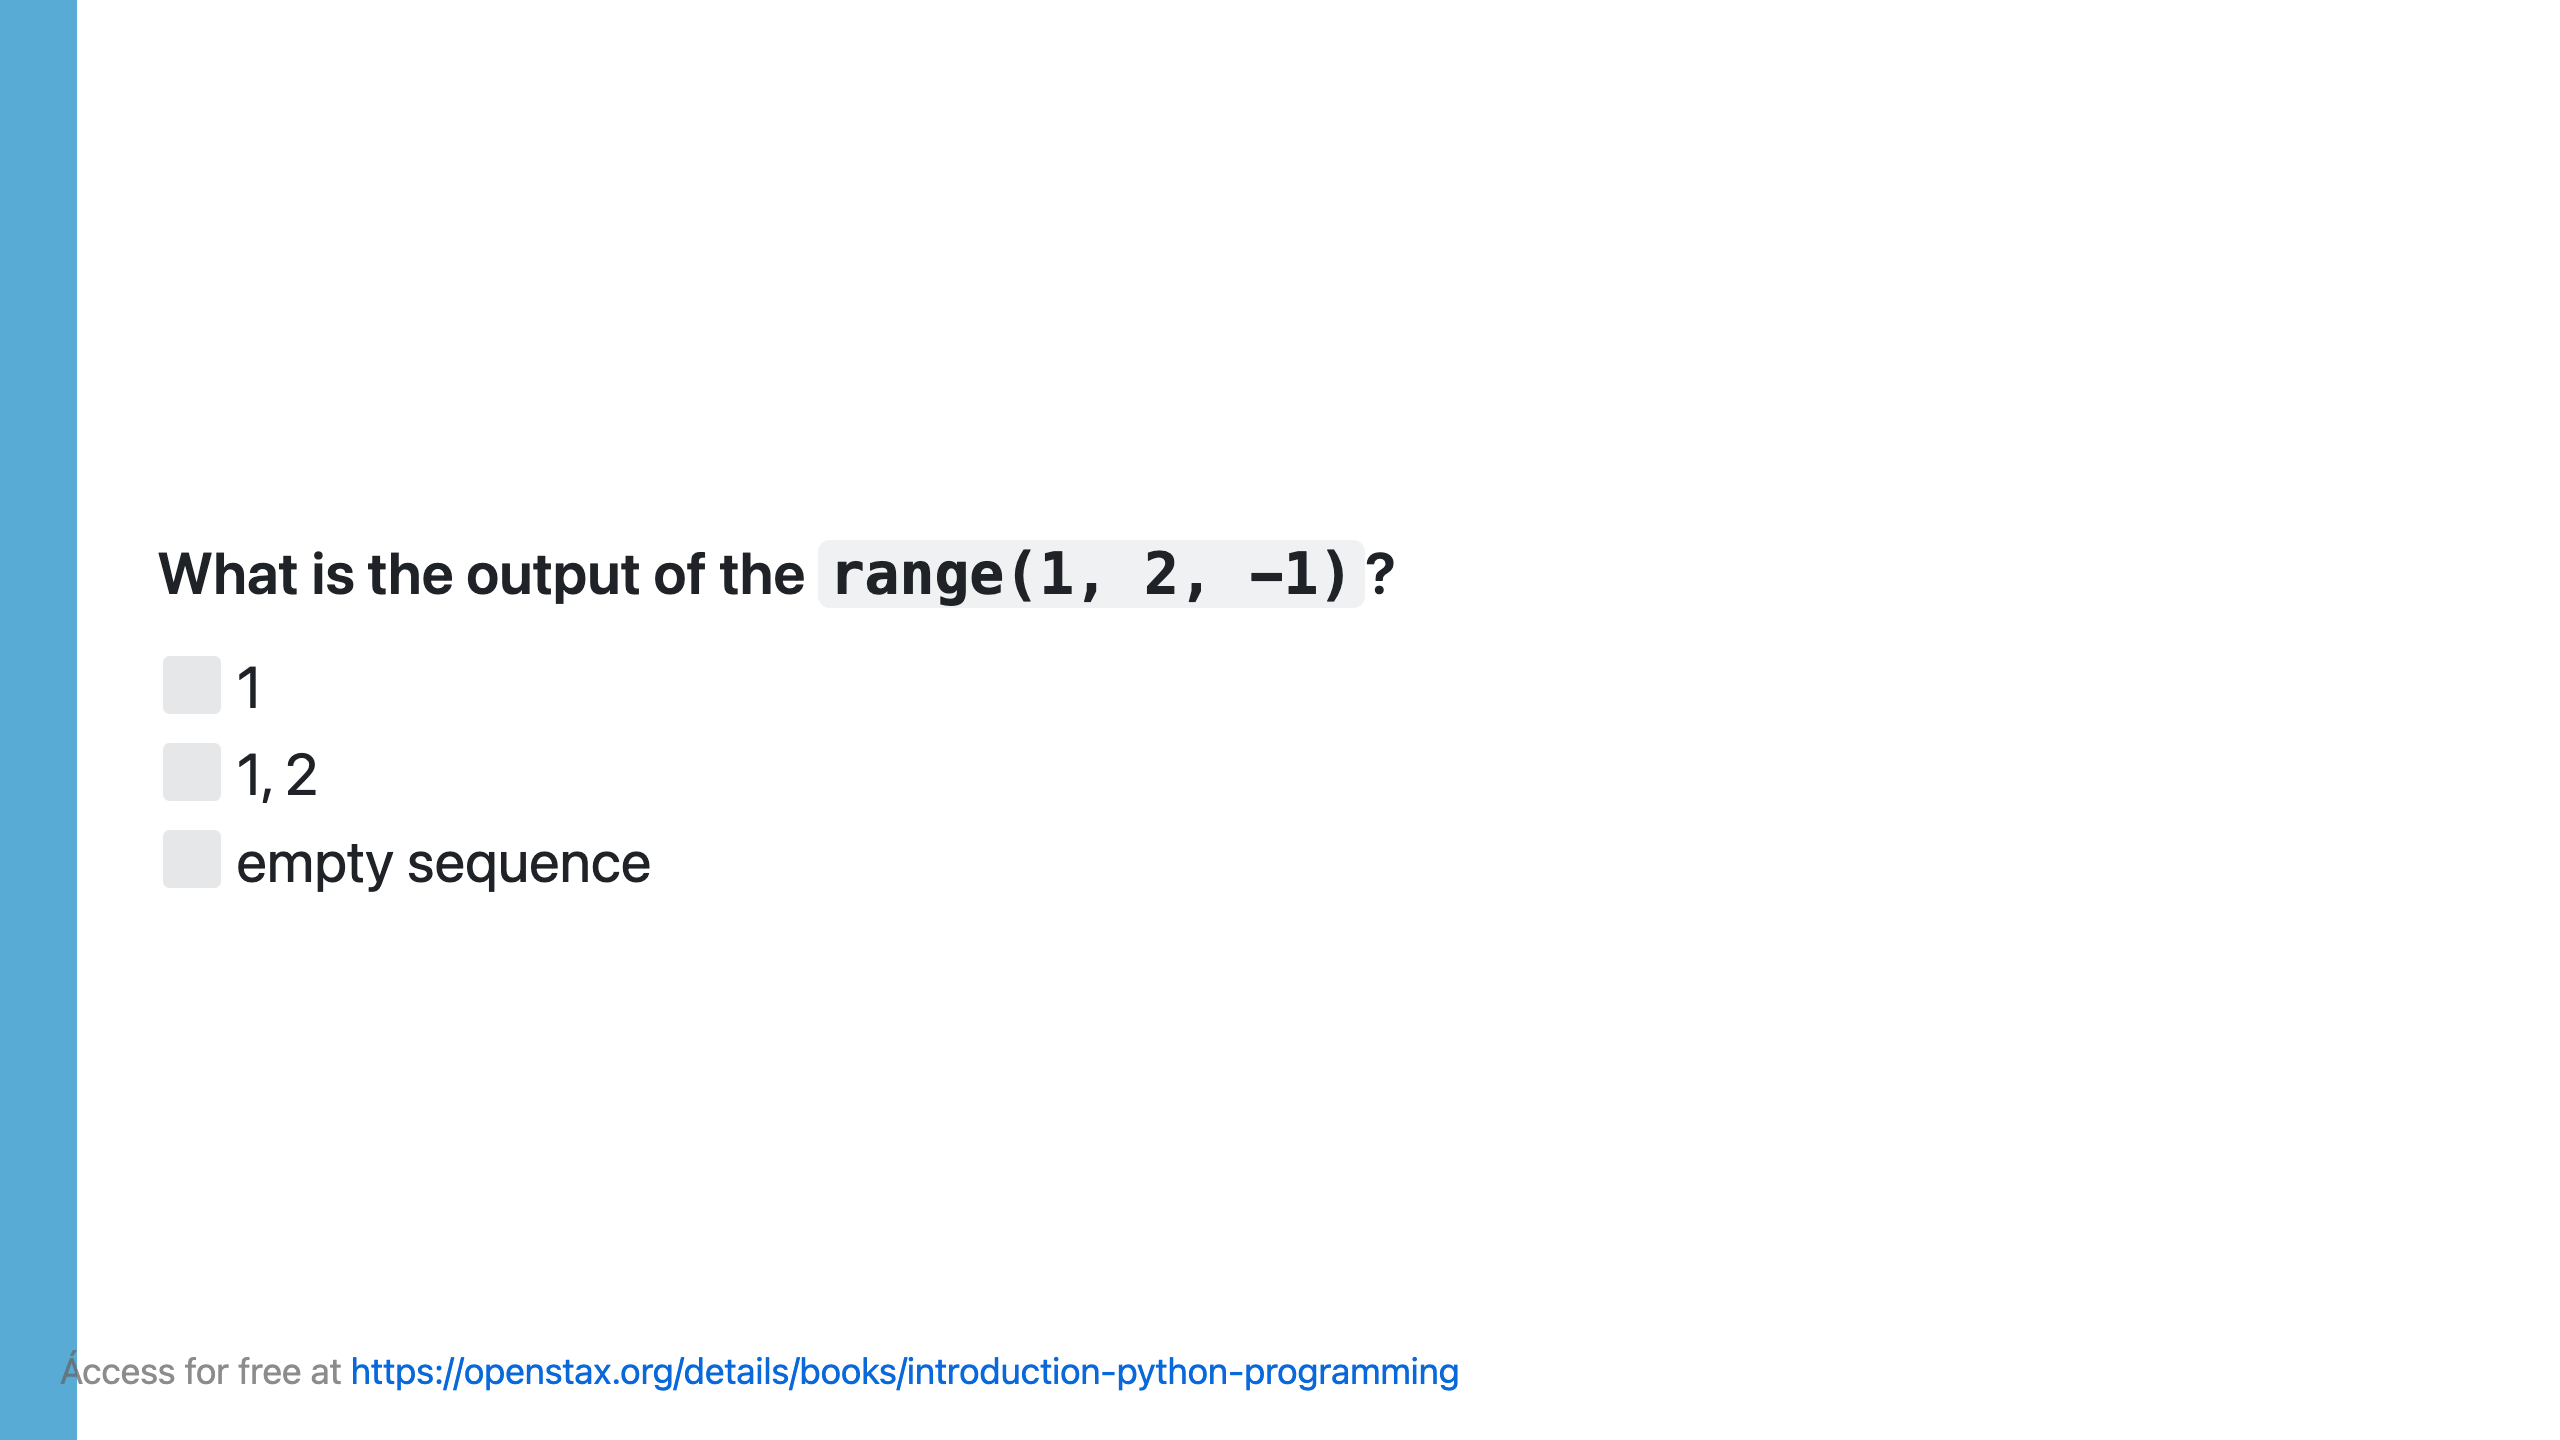 What is the output of the range(1, 2, -1)?
1
1, 2
empty sequence
Áccess for free at https://openstax.org/details/books/introduction-python-programming